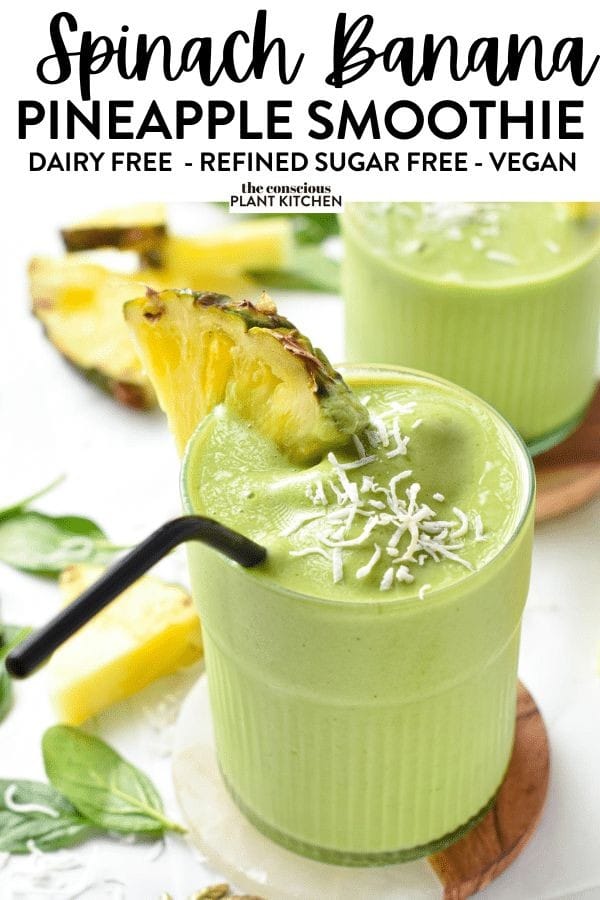 Spinach Banana
PINEAPPLE SMOOTHIE
DAIRY FREE - REFINED SUGAR FREE - VEGAN
the conscious
PLANT KITCHEN